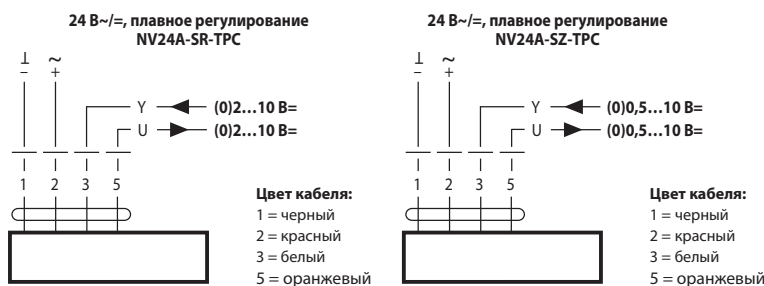 24 В~/=, плавное регулирование
NV24A-SR-TPC
⊥ ~
– +
Y (0)2…10 В=
U (0)2…10 В=
1 2 3 5
Цвет кабеля:
1 = черный
2 = красный
3 = белый
5 = оранжевый
24 В~/=, плавное регулирование
NV24A-SZ-TPC
⊥ ~
– +
Y (0)0,5…10 В=
U (0)0,5…10 В=
1 2 3 5
Цвет кабеля:
1 = черный
2 = красный
3 = белый
5 = оранжевый